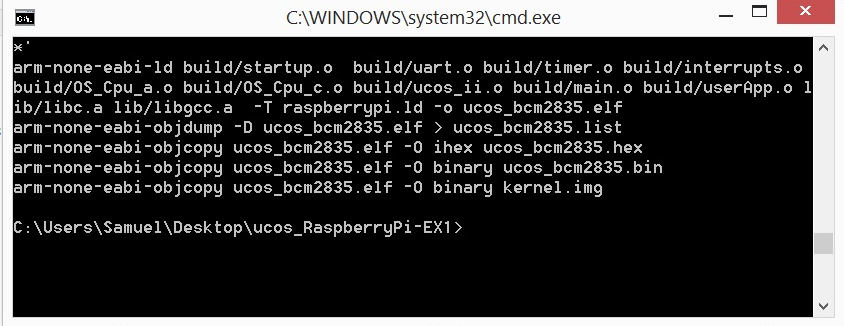 C:\WINDOWS\system32\cmd.exe
*'
arm-none-eabi-ld build/startup.o  build/uart.o build/timer.o build/interrupts.o
build/OS_Cpu_a.o build/OS_Cpu_c.o build/ucos_ii.o build/main.o build/userApp.o l
ib/libc.a lib/libgcc.a  -T raspberrypi.ld -o ucos_bcm2835.elf
arm-none-eabi-objdump -D ucos_bcm2835.elf > ucos_bcm2835.list
arm-none-eabi-objcopy ucos_bcm2835.elf -O ihex ucos_bcm2835.hex
arm-none-eabi-objcopy ucos_bcm2835.elf -O binary ucos_bcm2835.bin
arm-none-eabi-objcopy ucos_bcm2835.elf -O binary kernel.img
C:\Users\Samuel\Desktop\ucos_RaspberryPi-EX1>